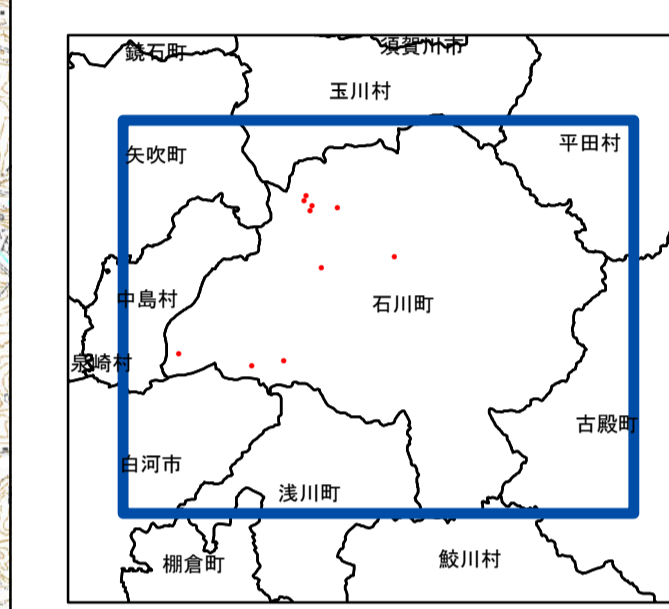 鏡石町
須賀川市
玉川村
平田村
矢吹町
中島村
石川町
泉崎村
古殿町
白河市
浅川町
棚倉町
鮫川村